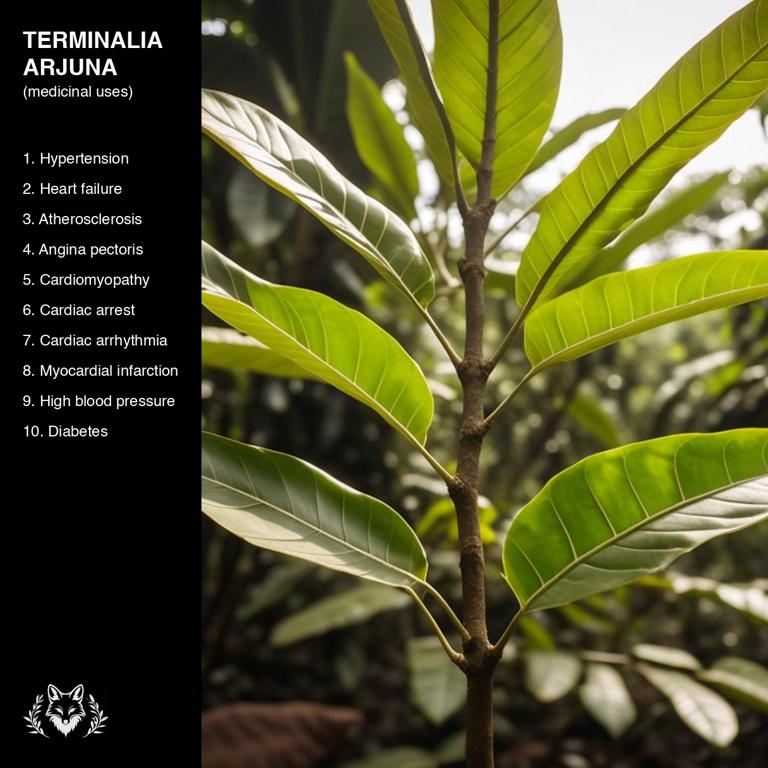 TERMINALIA
ARJUNA
(medicinal uses)
1. Hypertension
2. Heart failure
3. Atherosclerosis
4. Angina pectoris
5. Cardiomyopathy
6. Cardiac arrest
7. Cardiac arrhythmia
8. Myocardial infarction
9. High blood pressure
10. Diabetes